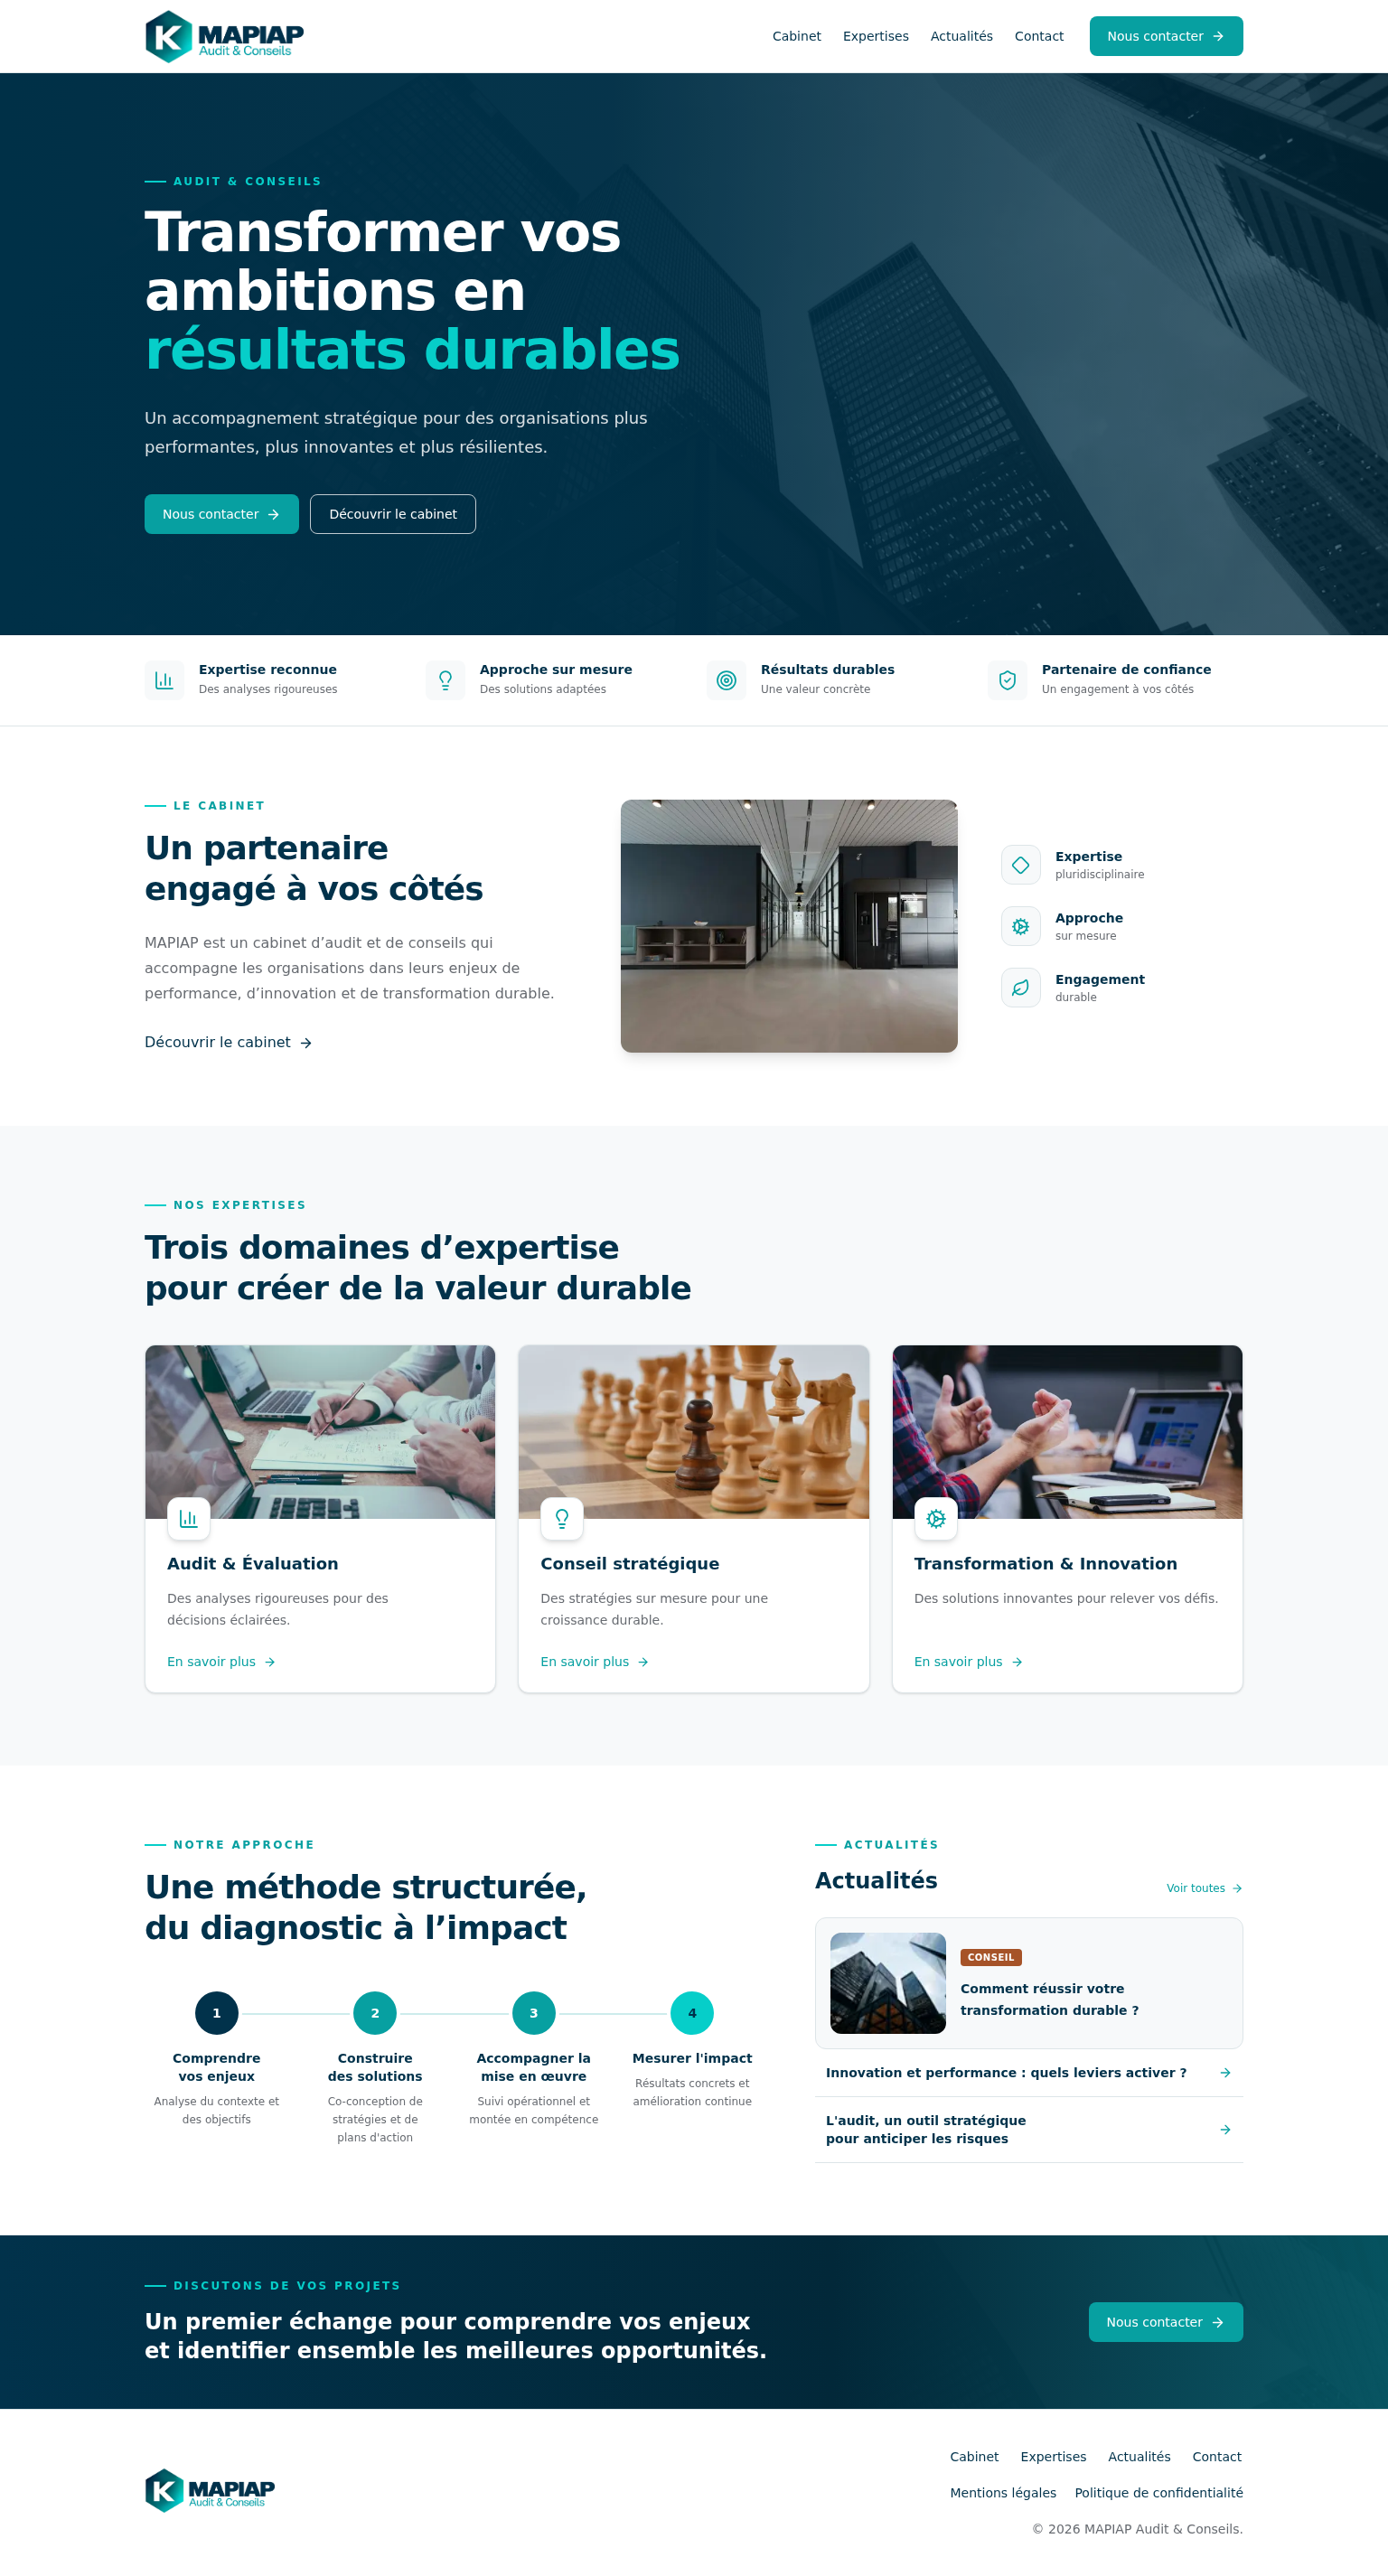 K MAPIAP
Audit & Conseils
Cabinet Expertises Actualités Contact Nous contacter
AUDIT & CONSEILS
Transformer vos
ambitions en
résultats durables
Un accompagnement stratégique pour des organisations plus
performantes, plus innovantes et plus résilientes.
Nous contacter Découvrir le cabinet
Expertise reconnue
Des analyses rigoureuses
Approche sur mesure
Des solutions adaptées
Résultats durables
Une valeur concrète
Partenaire de confiance
Un engagement à vos côtés
LE CABINET
Un partenaire
engagé à vos côtés
MAPIAP est un cabinet d’audit et de conseils qui
accompagne les organisations dans leurs enjeux de
performance, d’innovation et de transformation durable.
Découvrir le cabinet
Expertise
pluridisciplinaire
Approche
sur mesure
Engagement
durable
NOS EXPERTISES
Trois domaines d’expertise
pour créer de la valeur durable
Audit & Évaluation
Des analyses rigoureuses pour des
décisions éclairées.
En savoir plus
Conseil stratégique
Des stratégies sur mesure pour une
croissance durable.
En savoir plus
Transformation & Innovation
Des solutions innovantes pour relever vos défis.
En savoir plus
NOTRE APPROCHE
Une méthode structurée,
du diagnostic à l’impact
1
Comprendre
vos enjeux
Analyse du contexte et
des objectifs
2
Construire
des solutions
Co-conception de
stratégies et de
plans d'action
3
Accompagner la
mise en œuvre
Suivi opérationnel et
montée en compétence
4
Mesurer l'impact
Résultats concrets et
amélioration continue
ACTUALITÉS
Actualités
Voir toutes
CONSEIL
Comment réussir votre
transformation durable ?
Innovation et performance : quels leviers activer ?
L'audit, un outil stratégique
pour anticiper les risques
DISCUTONS DE VOS PROJETS
Un premier échange pour comprendre vos enjeux
et identifier ensemble les meilleures opportunités.
Nous contacter
K MAPIAP
Audit & Conseils
Cabinet Expertises Actualités Contact
Mentions légales Politique de confidentialité
© 2026 MAPIAP Audit & Conseils.